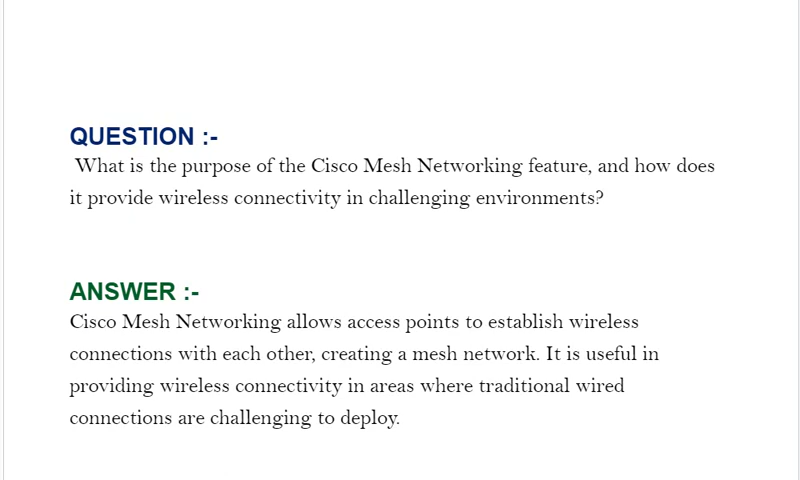 QUESTION :-
What is the purpose of the Cisco Mesh Networking feature, and how does
it provide wireless connectivity in challenging environments?
ANSWER :-
Cisco Mesh Networking allows access points to establish wireless
connections with each other, creating a mesh network. It is useful in
providing wireless connectivity in areas where traditional wired
connections are challenging to deploy.